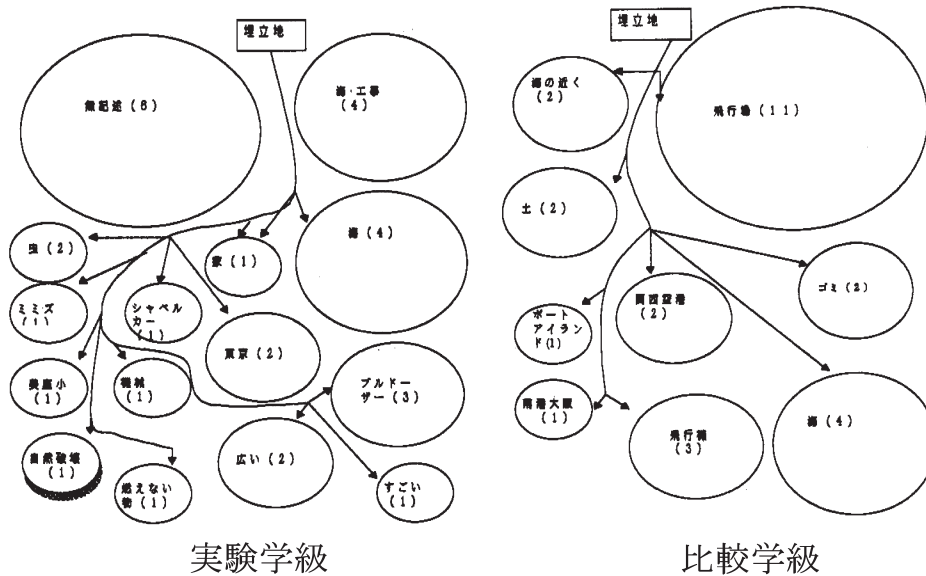 埋立地
無記述(6)
海・工事
(4)
海(4)
虫(2)
家(1)
ミミズ
(1)
シャベル
カー
(1)
東京(2)
美庭小
(1)
機械
(1)
ブルドー
ザー(3)
自然破壊
(1)
燃えない
物(1)
広い(2)
すごい
(1)
実験学級
埋立地
海の近く
(2)
飛行場(11)
土(2)
関西空港
(2)
ゴミ(2)
ポート
アイラン
ド(1)
南港大阪
(1)
飛行機
(3)
海(4)
比較学級